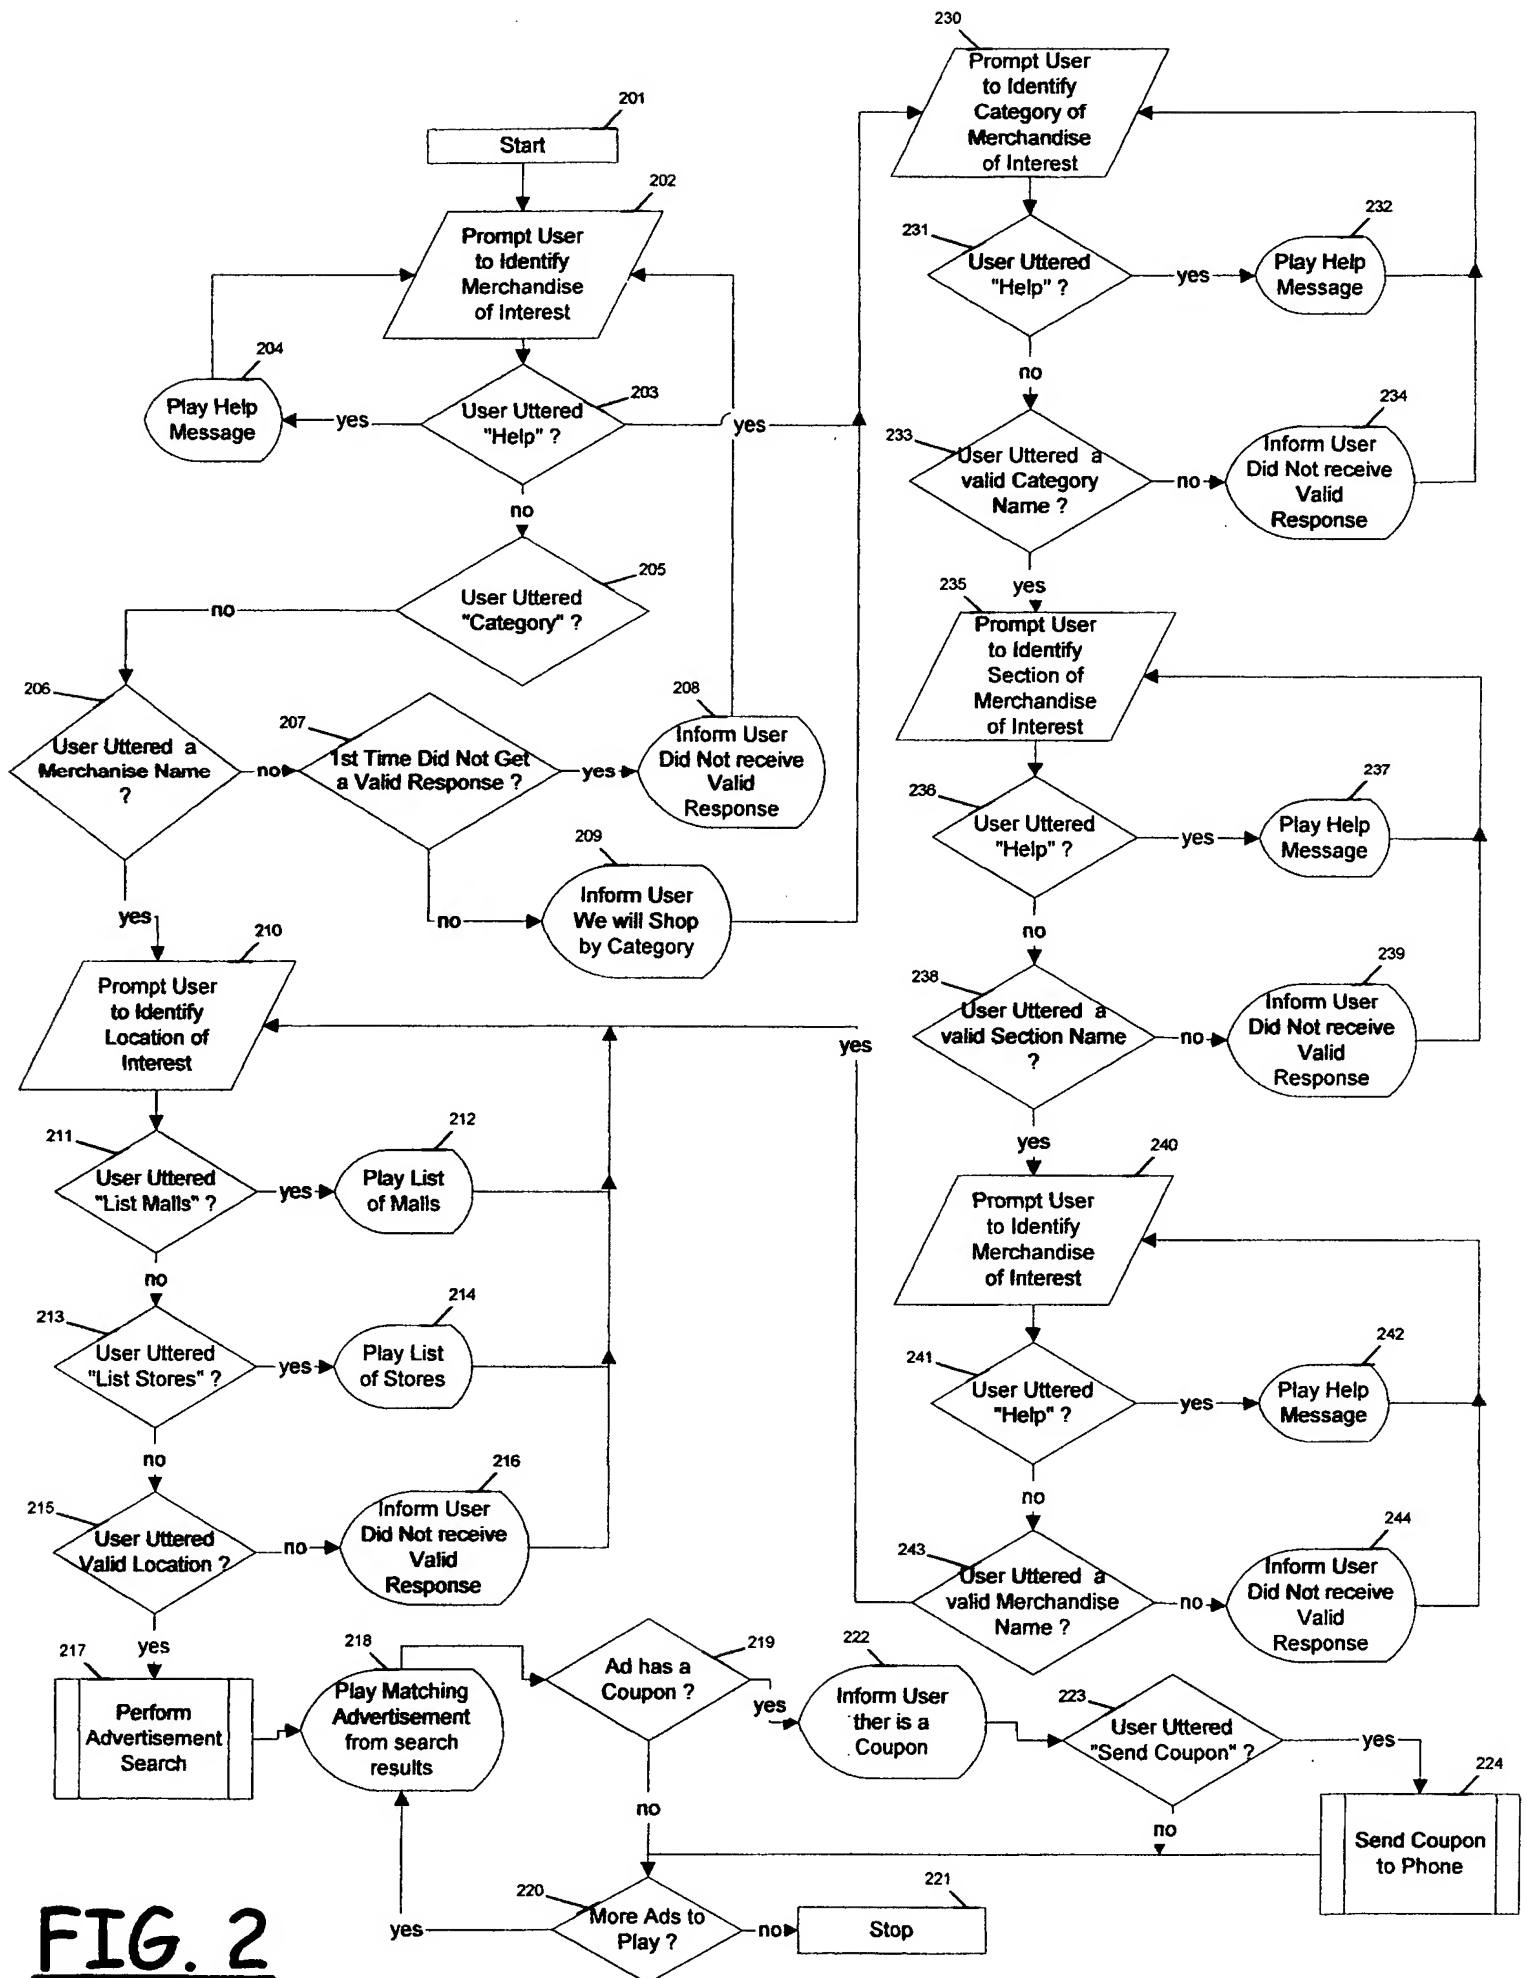 201
Start
202
Prompt User
to Identify
Merchandise
of Interest
203
User Uttered
"Help" ?
yes
yes
204
Play Help
Message
no
205
User Uttered
"Category" ?
no
206
User Uttered a
Merchanise Name
?
no
207
1st Time Did Not Get
a Valid Response ?
yes
208
Inform User
Did Not receive
Valid
Response
no
209
Inform User
We will Shop
by Category
yes
210
Prompt User
to Identify
Location of
Interest
211
User Uttered
"List Malls" ?
yes
212
Play List
of Malls
no
213
User Uttered
"List Stores" ?
yes
214
Play List
of Stores
no
215
User Uttered
Valid Location ?
no
216
Inform User
Did Not receive
Valid
Response
yes
217
Perform
Advertisement
Search
218
Play Matching
Advertisement
from search
results
219
Ad has a
Coupon ?
yes
222
Inform User
ther is a
Coupon
223
User Uttered
"Send Coupon" ?
yes
224
Send Coupon
to Phone
no
no
220
More Ads to
Play ?
yes
no
221
Stop
230
Prompt User
to Identify
Category of
Merchandise
of Interest
231
User Uttered
"Help" ?
yes
232
Play Help
Message
no
233
User Uttered a
valid Category
Name ?
no
234
Inform User
Did Not receive
Valid
Response
yes
235
Prompt User
to Identify
Section of
Merchandise
of Interest
236
User Uttered
"Help" ?
yes
237
Play Help
Message
no
238
User Uttered a
valid Section Name
?
no
239
Inform User
Did Not receive
Valid
Response
yes
240
Prompt User
to Identify
Merchandise
of Interest
241
User Uttered
"Help" ?
yes
242
Play Help
Message
no
243
User Uttered a
valid Merchandise
Name ?
no
244
Inform User
Did Not receive
Valid
Response
yes
FIG. 2